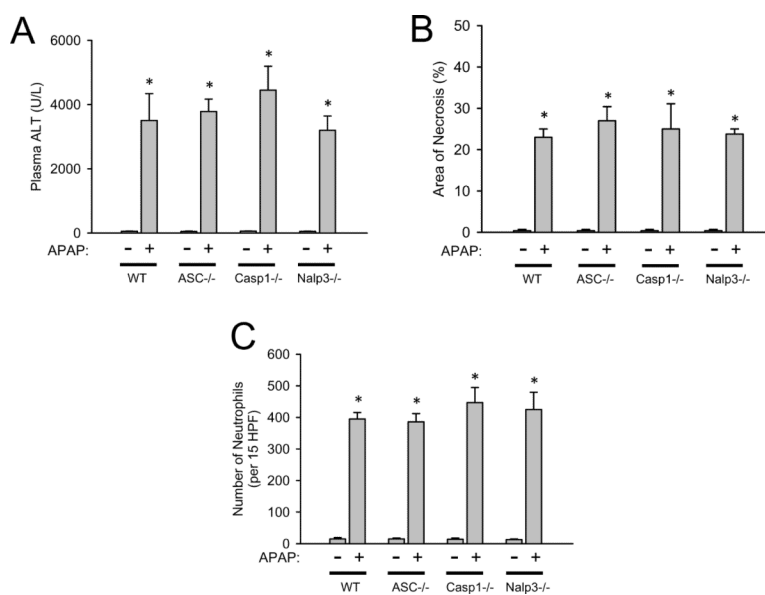 A
Plasma ALT (U/L)
6000
4000
2000
0
* * * *
APAP: - + - + - + - +
WT ASC-/- Casp1-/- Nalp3-/-
B
Area of Necrosis (%)
50
40
30
20
10
0
* * * *
APAP: - + - + - + - +
WT ASC-/- Casp1-/- Nalp3-/-
C
Number of Neutrophils
(per 15 HPF)
600
500
400
300
200
100
0
* * * *
APAP: - + - + - + - +
WT ASC-/- Casp1-/- Nalp3-/-